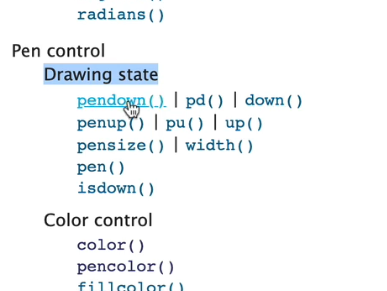 radians()
Pen control
Drawing state
pendown() | pd() | down()
penup() | pu() | up()
pensize() | width()
pen()
isdown()
Color control
color()
pencolor()
fillcolor()